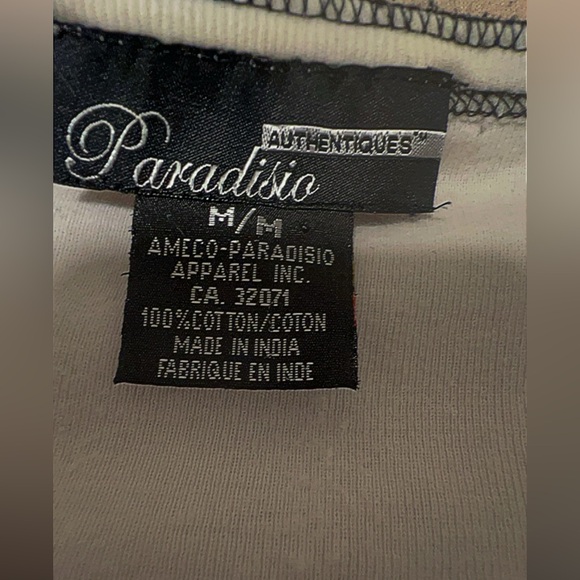 AUTHENTIQUES™
Paradisio
M/M
AMECO-PARADISIO
APPAREL INC.
CA. 32071
100%COTTON/COTON
MADE IN INDIA
FABRIQUE EN INDE